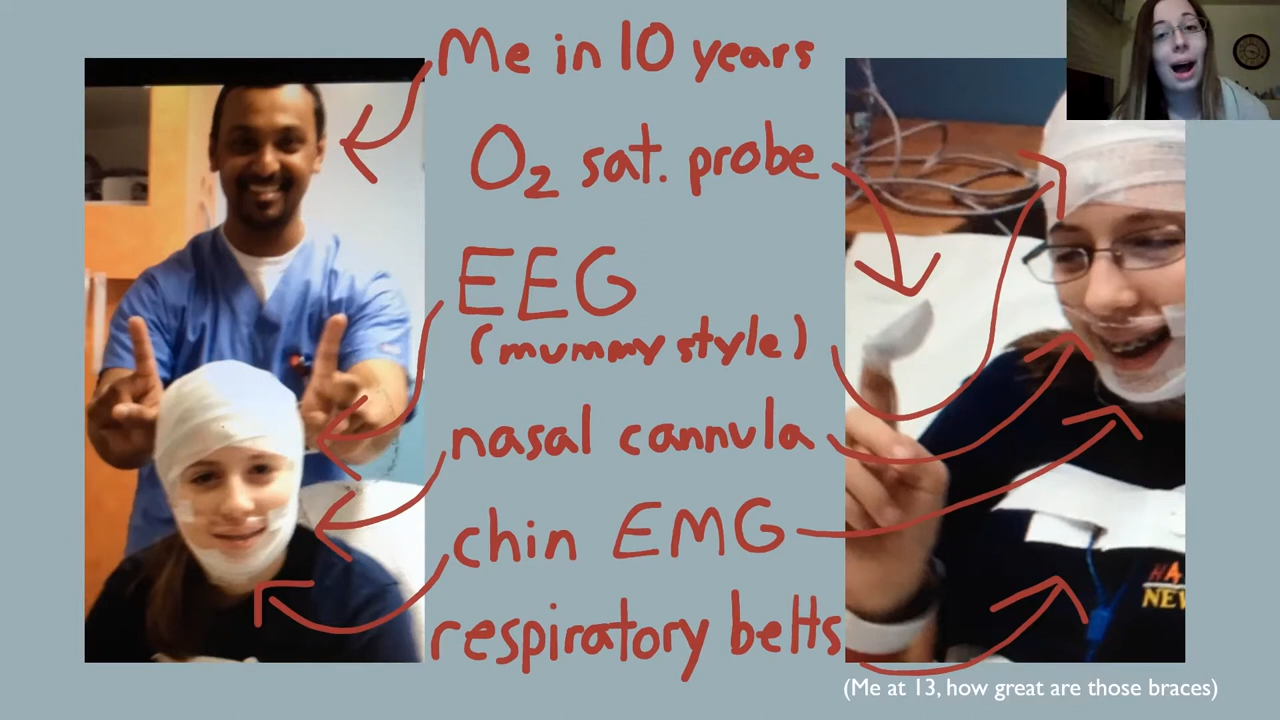 Me in 10 years
O2 sat. probe
EEG
(mummy style)
nasal cannula
chin EMG
respiratory belts
(Me at 13, how great are those braces)